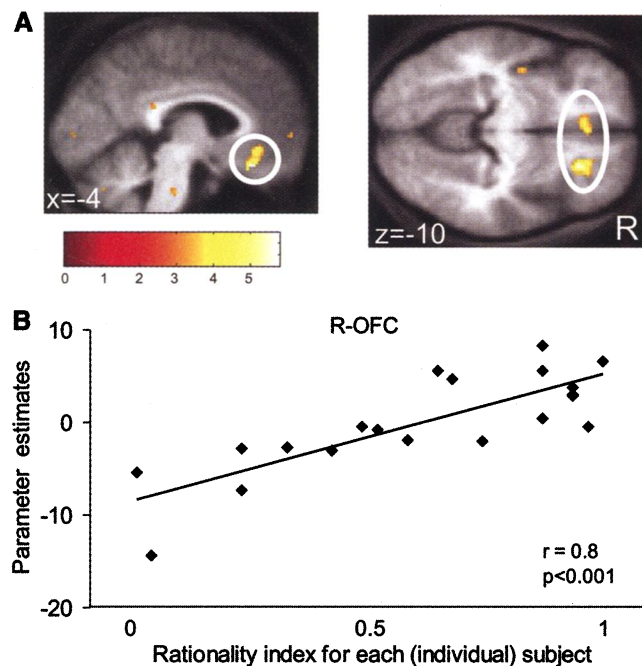 A
x=-4
z=-10
R
0 1 2 3 4 5
B
R-OFC
Parameter estimates
10
0
-10
-20
r = 0.8
p<0.001
0 0.5 1
Rationality index for each (individual) subject